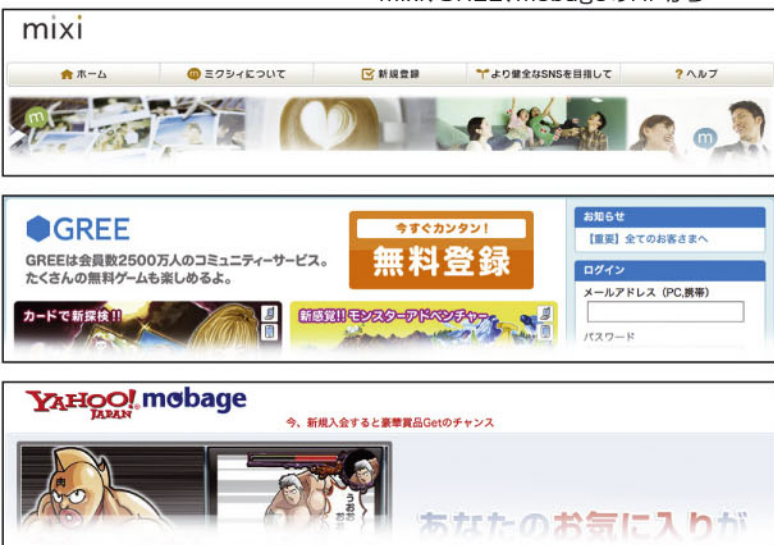 mixi
ホーム
ミクシィについて
新規登録
より健全なSNSを目指して
?ヘルプ
m
m
GREE
GREEは会員数2500万人のコミュニティーサービス。
たくさんの無料ゲームも楽しめるよ。
今すぐカンタン!
無料登録
お知らせ
【重要】全てのお客さまへ
ログイン
メールアドレス (PC,携帯)
パスワード
カードで新探検!!
新感覚!!モンスターアドベンチャー
YAHOO! JAPAN mobage
今、新規入会すると豪華賞品Getのチャンス
肉
あなたのお気に入りが